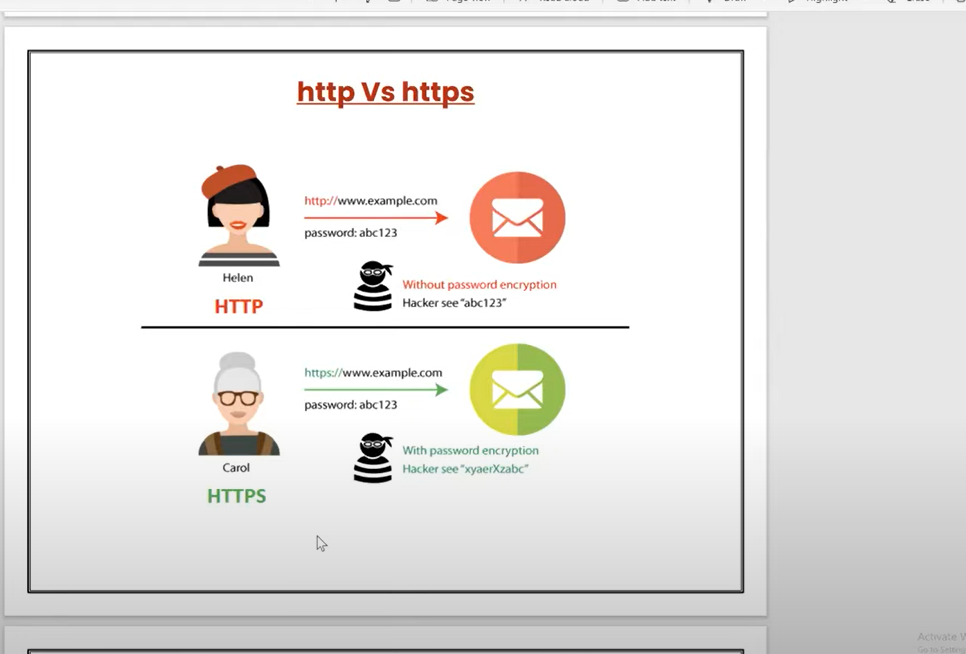 http Vs https
http://www.example.com
password: abc123
Helen
HTTP
Without password encryption
Hacker see "abc123"
https://www.example.com
password: abc123
Carol
HTTPS
With password encryption
Hacker see "xyaerXzabc"
Activate
Go to